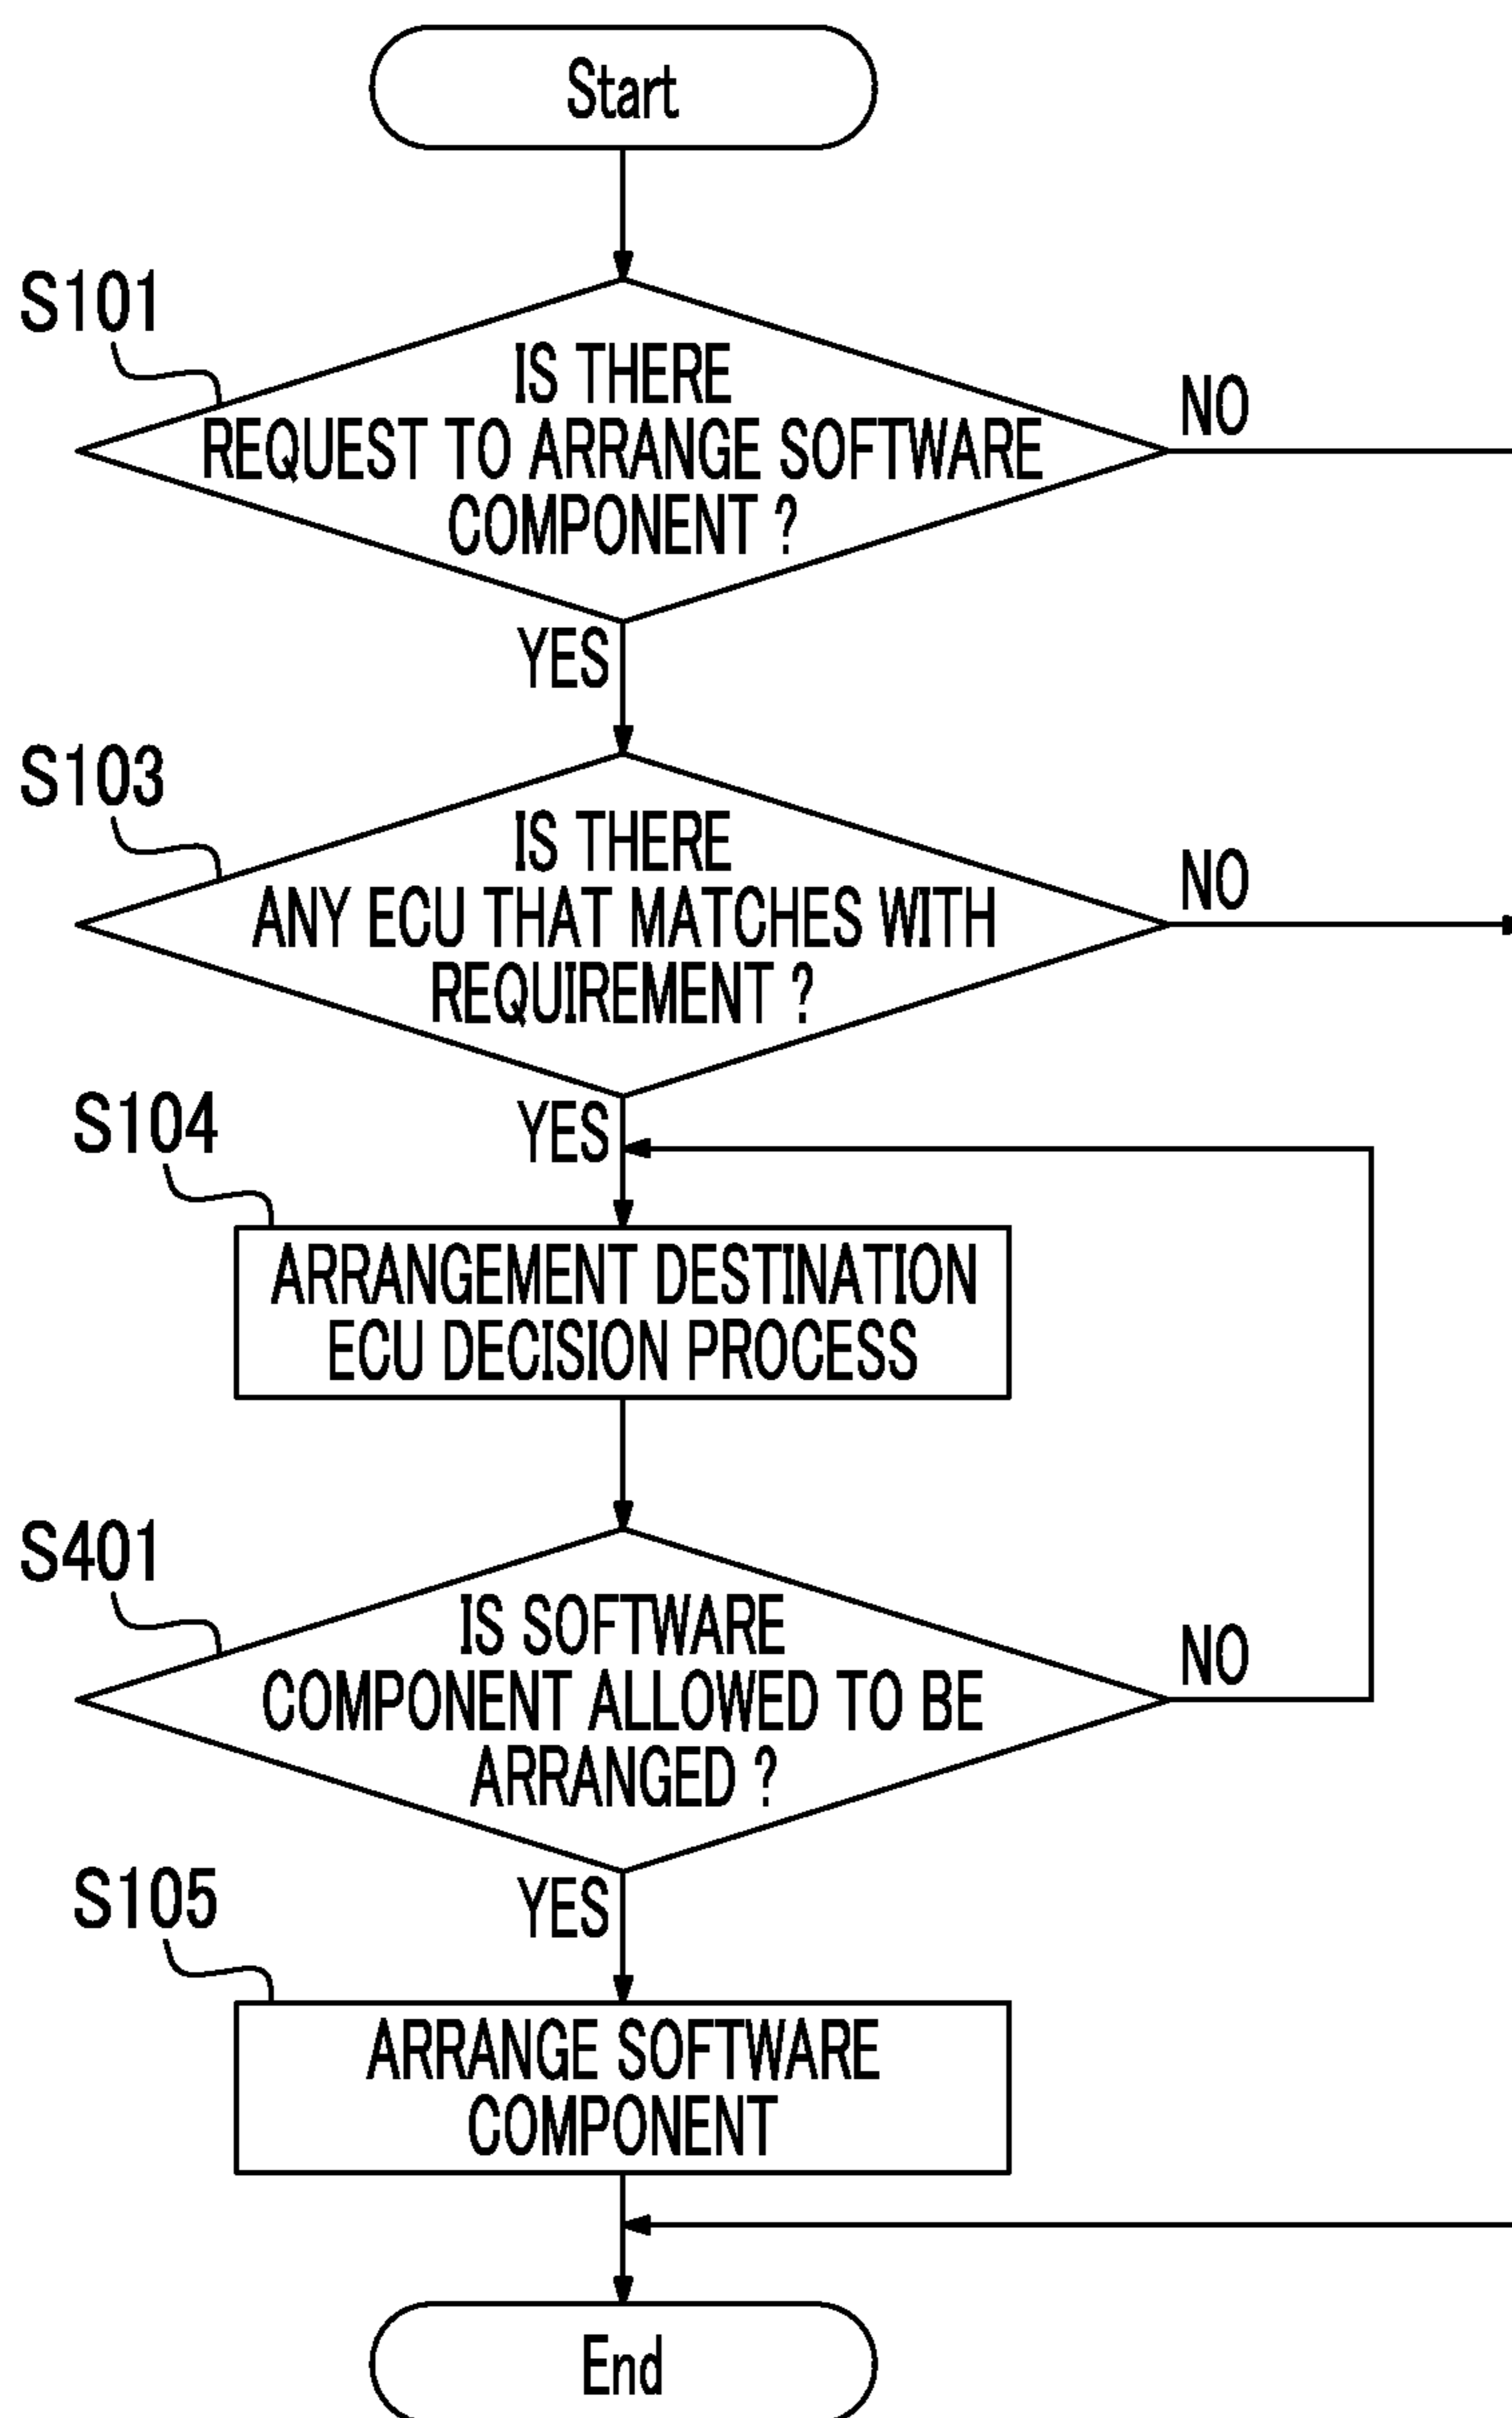 Start
S101
IS THERE
REQUEST TO ARRANGE SOFTWARE
COMPONENT ?
NO
YES
S103
IS THERE
ANY ECU THAT MATCHES WITH
REQUIREMENT ?
NO
YES
S104
ARRANGEMENT DESTINATION
ECU DECISION PROCESS
S401
IS SOFTWARE
COMPONENT ALLOWED TO BE
ARRANGED ?
NO
YES
S105
ARRANGE SOFTWARE
COMPONENT
End